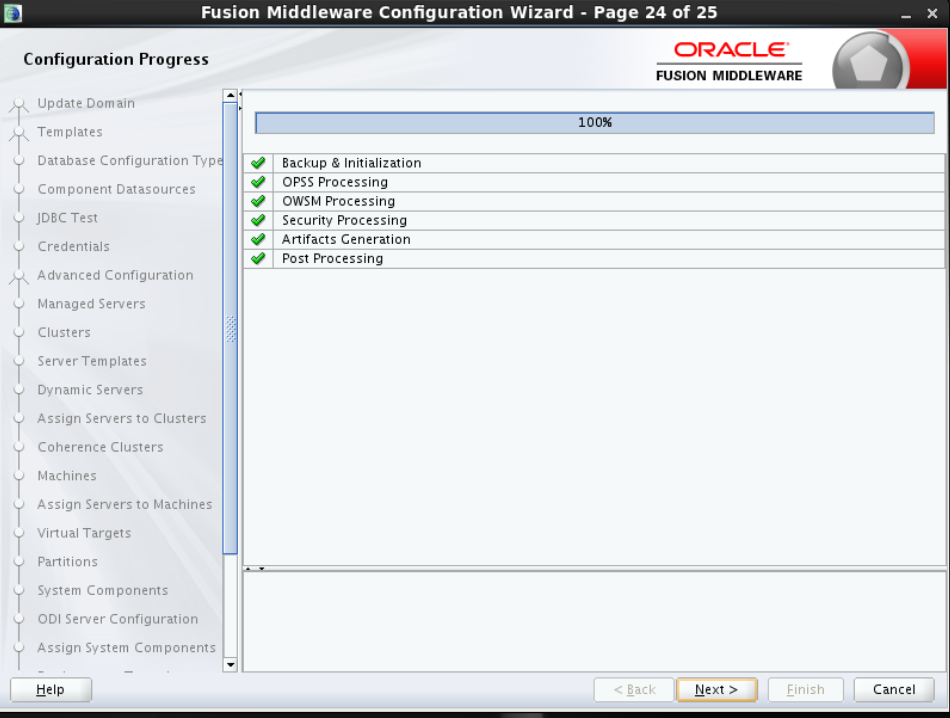 Fusion Middleware Configuration Wizard - Page 24 of 25
Configuration Progress
ORACLE
FUSION MIDDLEWARE
Update Domain
Templates
Database Configuration Type
Component Datasources
JDBC Test
Credentials
Advanced Configuration
Managed Servers
Clusters
Server Templates
Dynamic Servers
Assign Servers to Clusters
Coherence Clusters
Machines
Assign Servers to Machines
Virtual Targets
Partitions
System Components
ODI Server Configuration
Assign System Components
100%
Backup & Initialization
OPSS Processing
OWSM Processing
Security Processing
Artifacts Generation
Post Processing
Help
< Back
Next >
Finish
Cancel